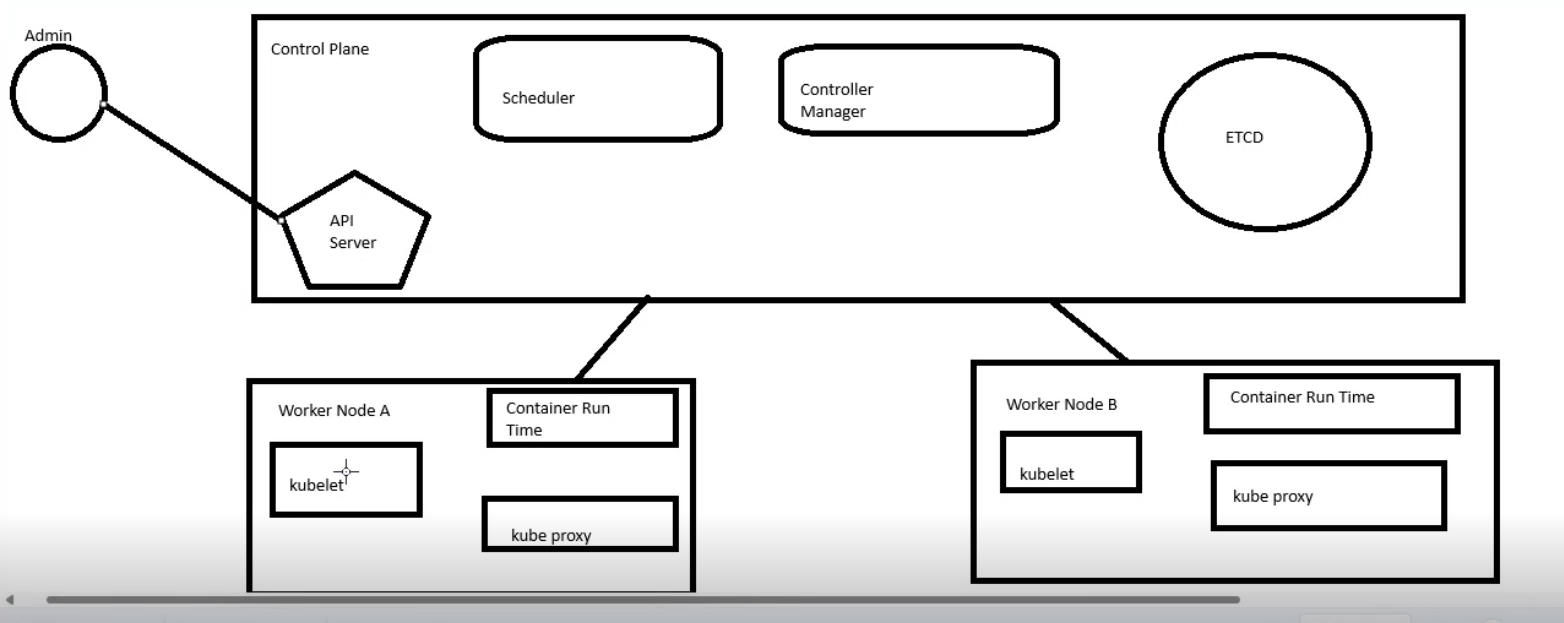 Admin
Control Plane
Scheduler
Controller
Manager
ETCD
API
Server
Worker Node A
Container Run
Time
kubelet
kube proxy
Worker Node B
Container Run Time
kubelet
kube proxy